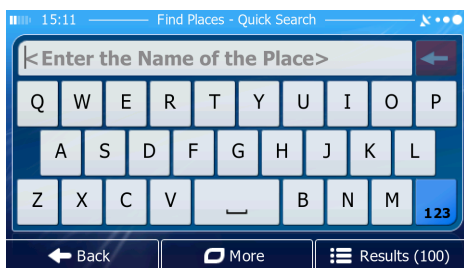 15:11 Find Places - Quick Search
<Enter the Name of the Place>
Q W E R T Y U I O P
A S D F G H J K L
Z X C V B N M 123
Back More Results (100)